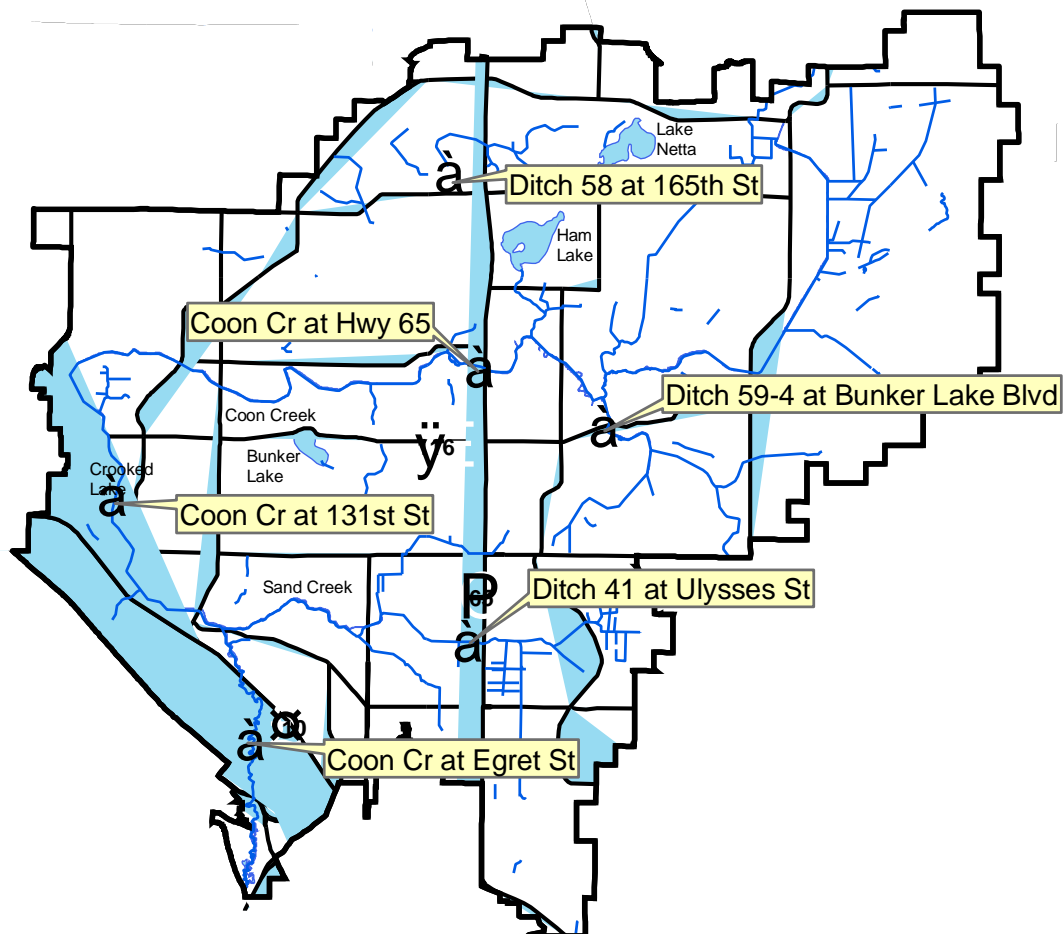 Lake
Netta
à
Ditch 58 at 165th St
Ham
Lake
Coon Cr at Hwy 65
à
Ditch 59-4 at Bunker Lake Blvd
à
Coon Creek
ÿ
Bunker
Lake
Crooked
Lake
à
Coon Cr at 131st St
Sand Creek
P
Ditch 41 at Ulysses St
à
¤
10
à
Coon Cr at Egret St